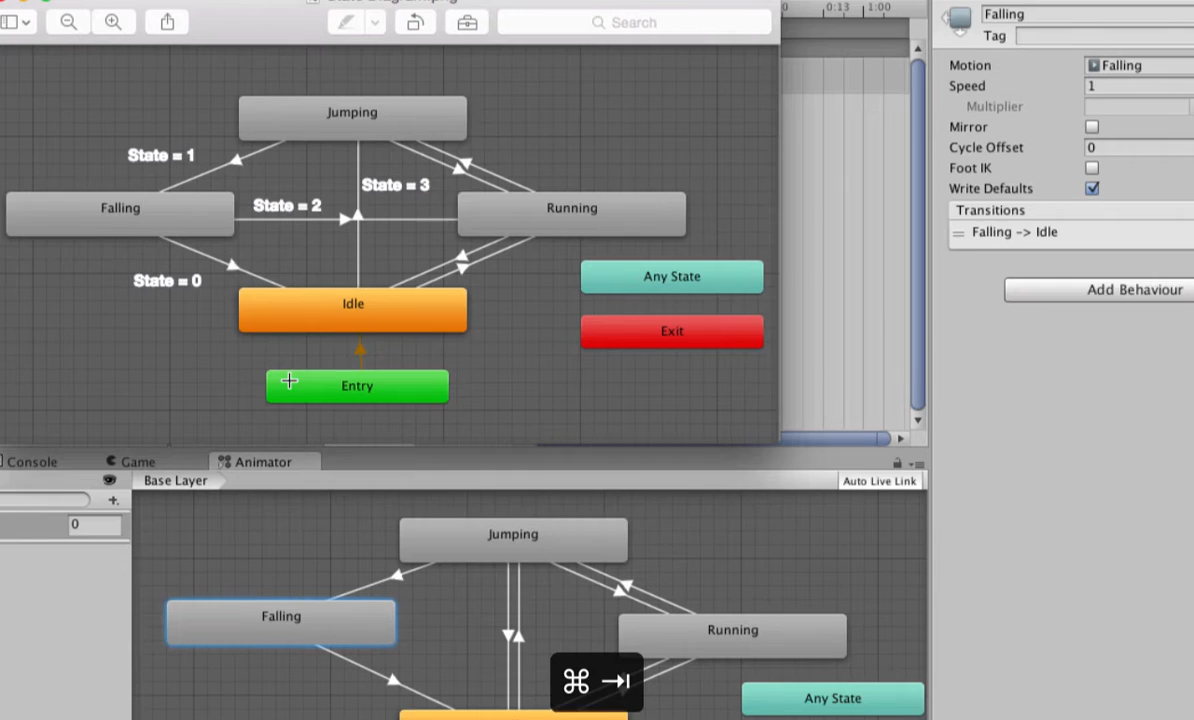 0:13
1:00
Search
Falling
Tag
Motion
Falling
Speed
1
Multiplier
Mirror
Cycle Offset
0
Foot IK
Write Defaults
Transitions
Falling -> Idle
Add Behaviour
Jumping
State = 1
State = 3
Falling
State = 2
Running
State = 0
Idle
Any State
Exit
Entry
Console
Game
Animator
Base Layer
Auto Live Link
0
Jumping
Falling
Running
Any State